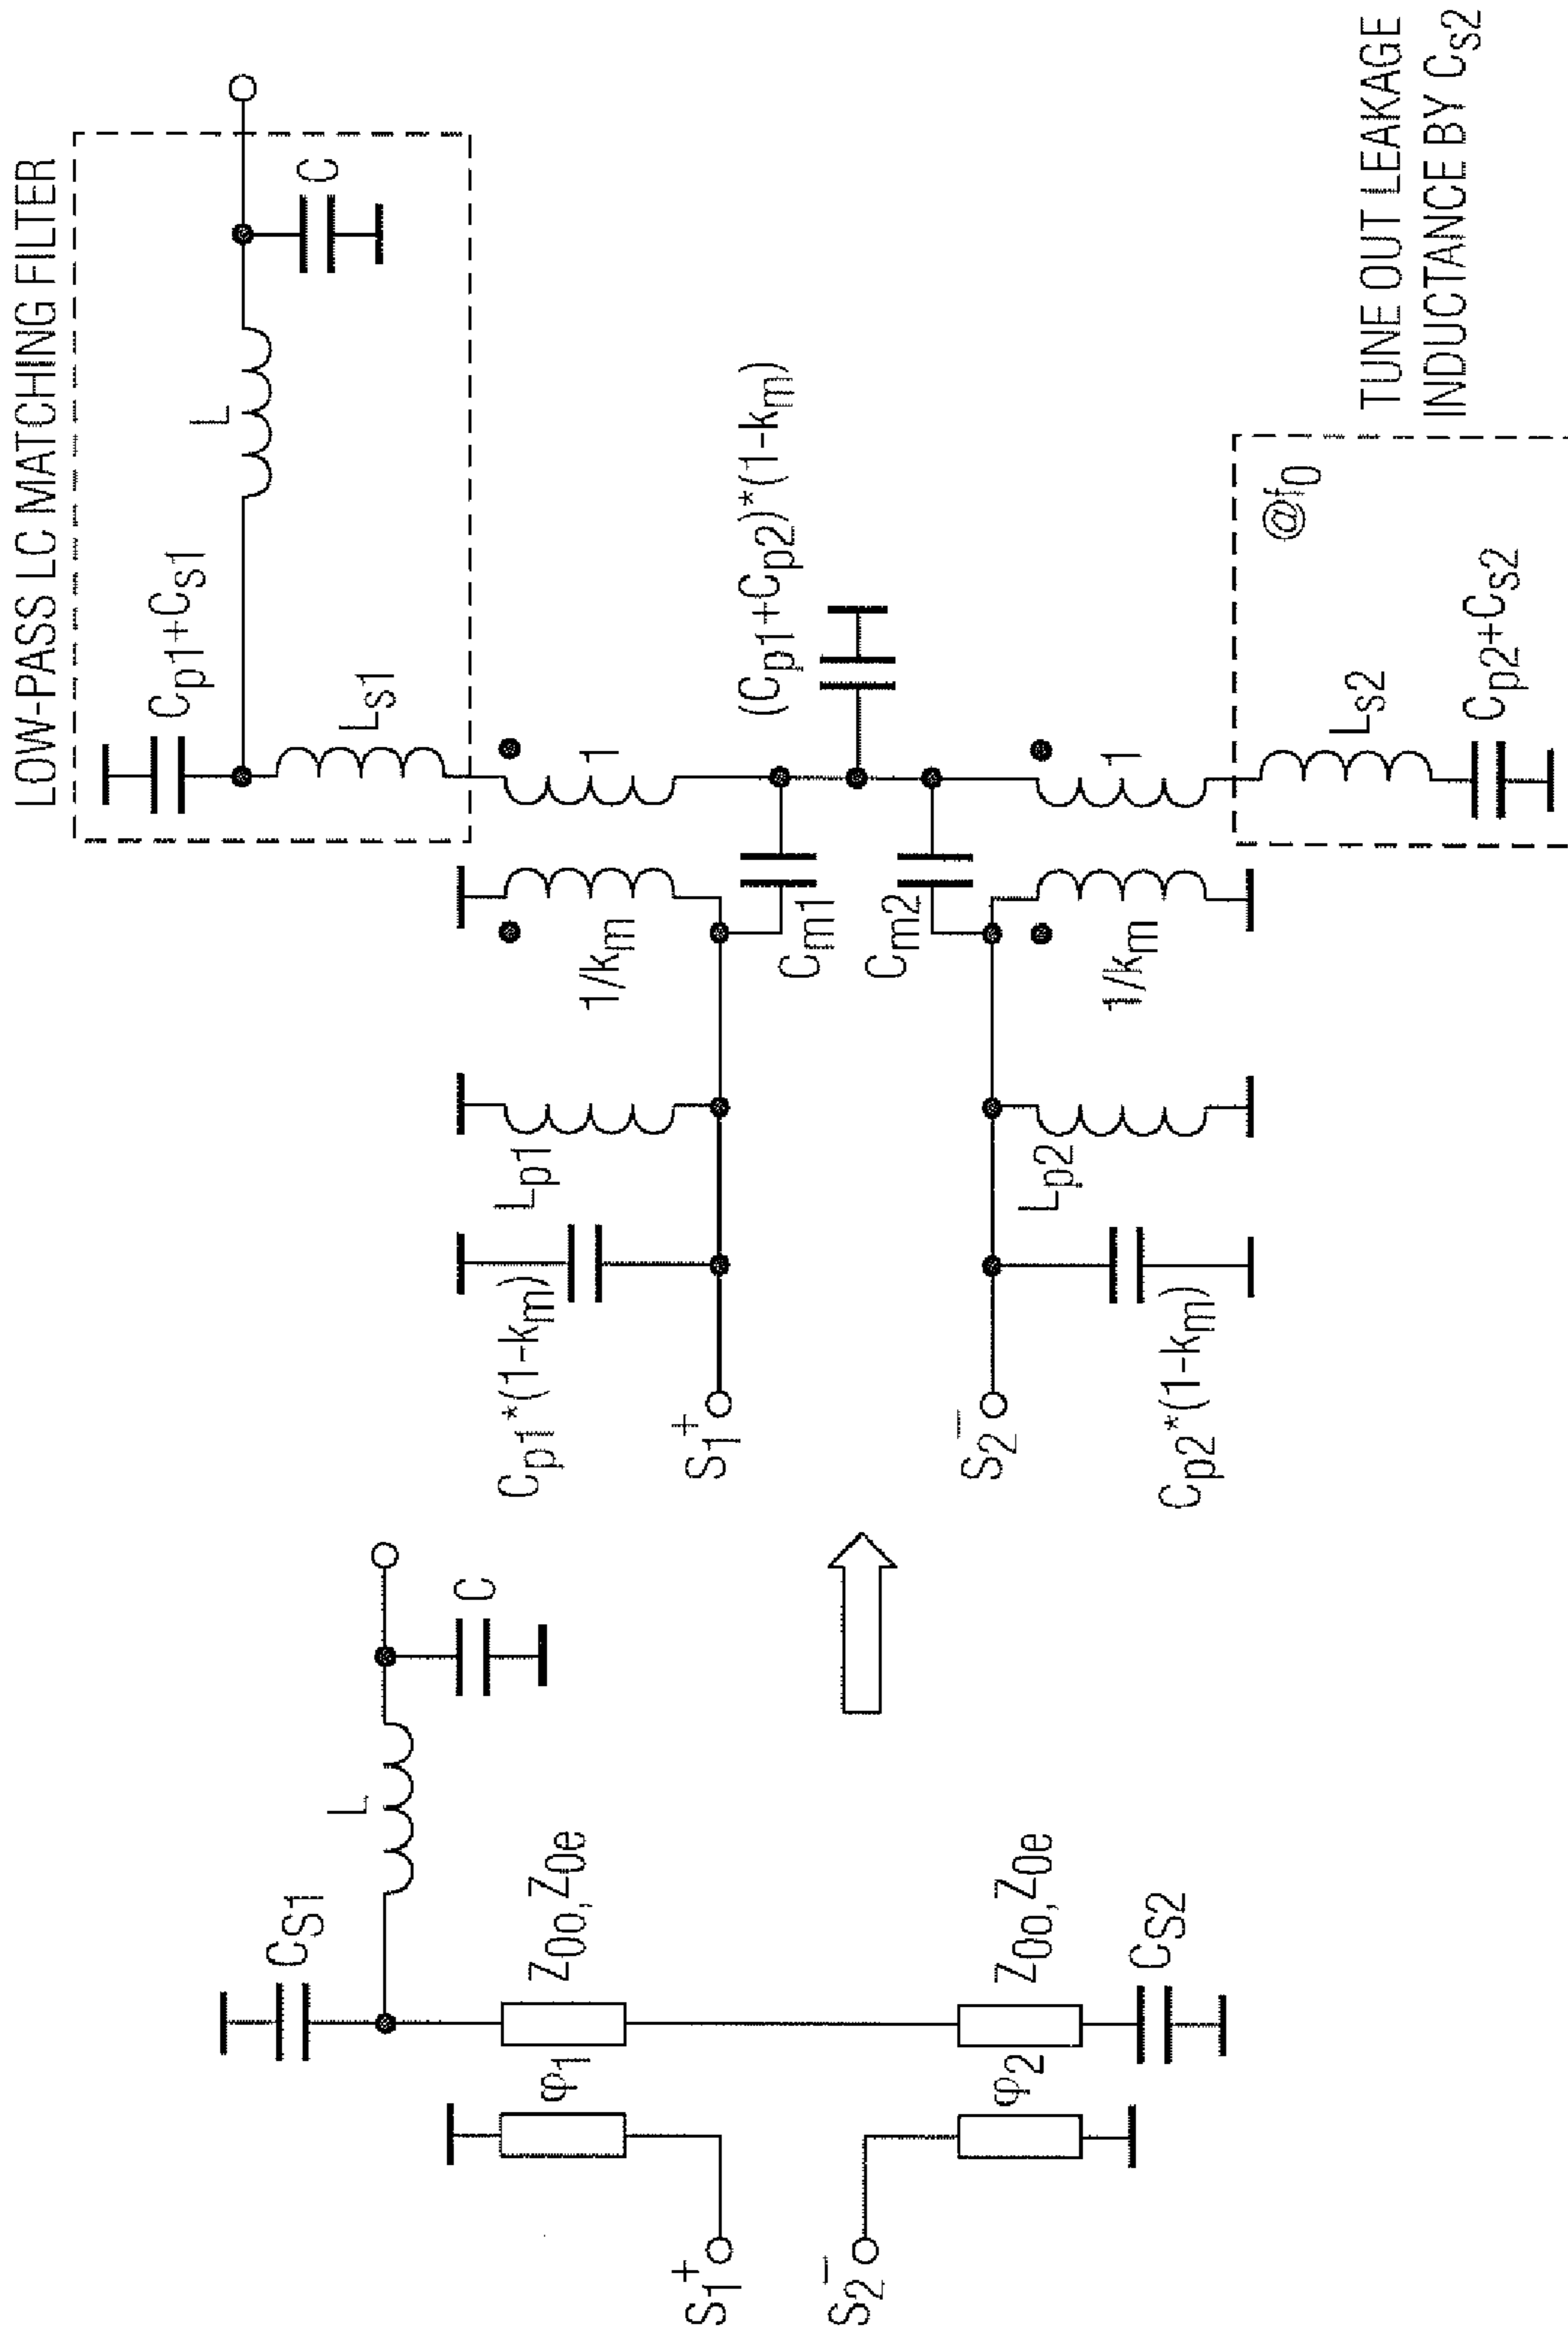 S1+
S2−
φ1
φ2
CS1
L
C
Z0o,Z0e
Z0o,Z0e
CS2
LOW-PASS LC MATCHING FILTER
Cp1+Cs1
L
C
Ls1
Cp1*(1-km)
Lp1
1/km
1
S1+
Cm1
(Cp1+Cp2)*(1-km)
S2−
Cm2
Cp2*(1-km)
Lp2
1/km
1
@f0
Ls2
Cp2+Cs2
TUNE OUT LEAKAGE
INDUCTANCE BY Cs2